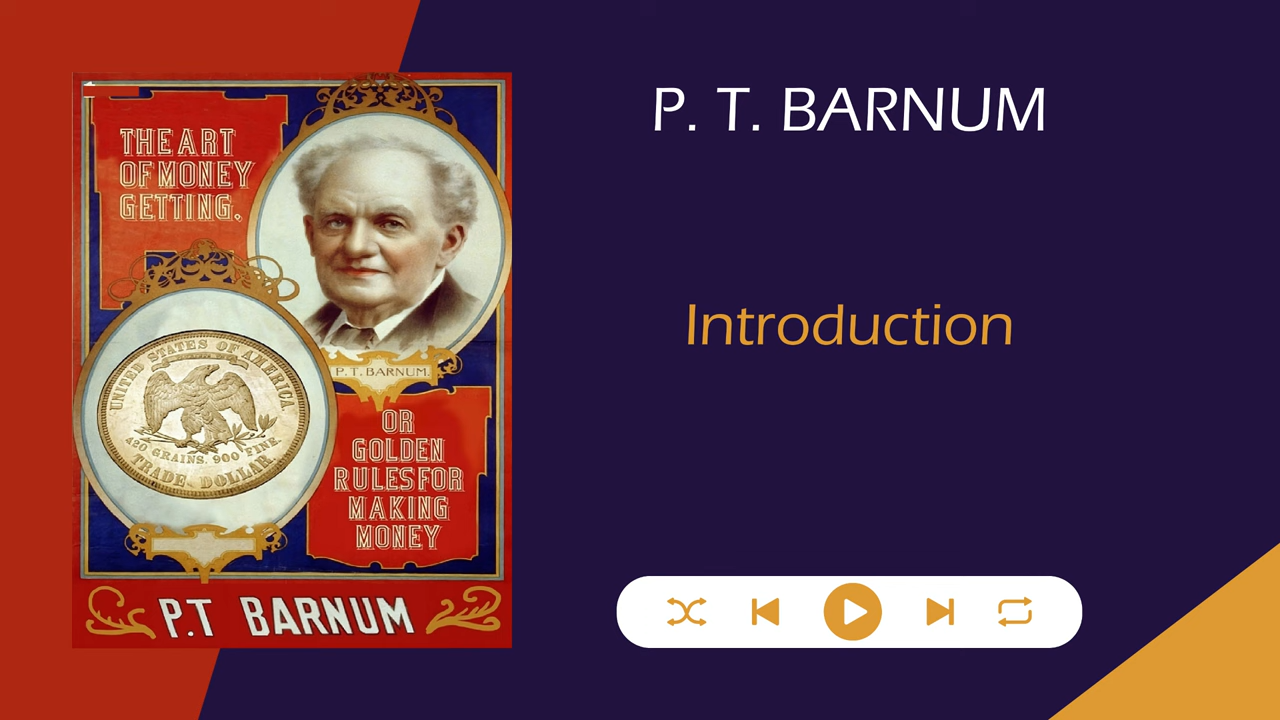 P. T. BARNUM
Introduction
THE ART
OF MONEY
GETTING.
P. T. BARNUM.
UNITED STATES OF AMERICA.
420 GRAINS. 900 FINE.
TRADE DOLLAR.
OR
GOLDEN
RULES FOR
MAKING
MONEY
P.T BARNUM